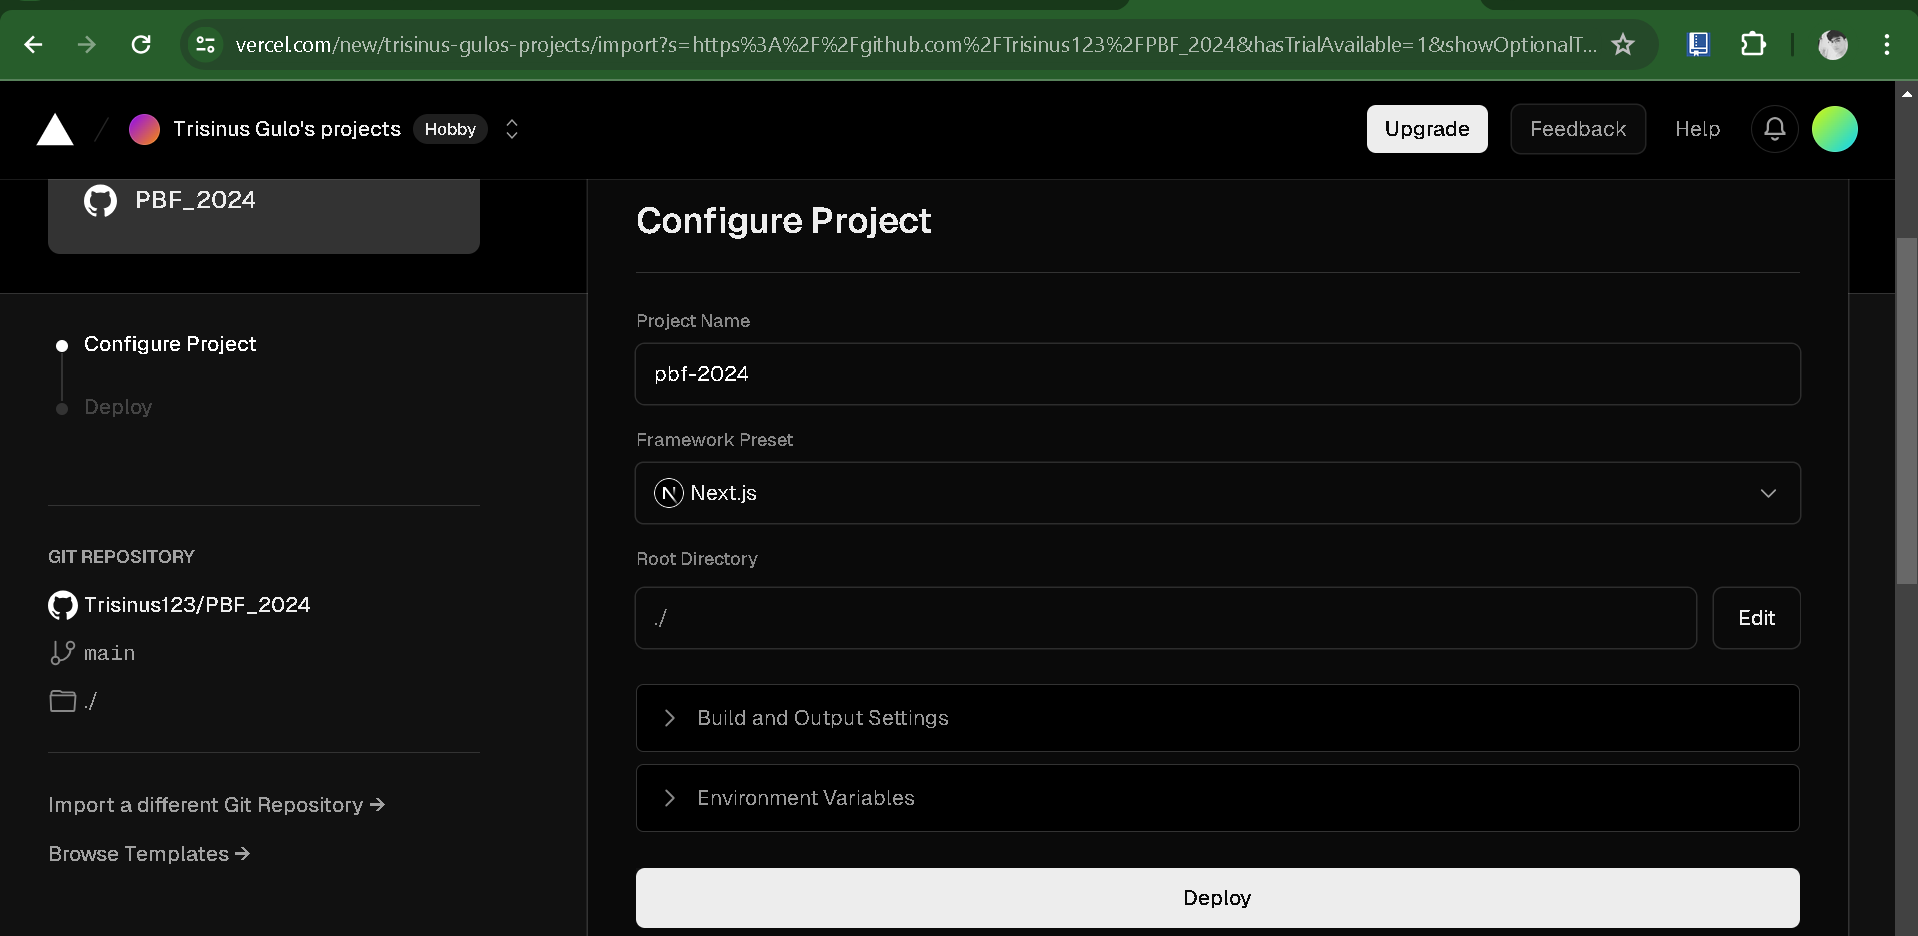 vercel.com/new/trisinus-gulos-projects/import?s=https%3A%2F%2Fgithub.com%2FTrisinus123%2FPBF_2024&hasTrialAvailable=1&showOptionalT...
Trisinus Gulo's projects Hobby
Upgrade Feedback Help
PBF_2024
Configure Project
Deploy
GIT REPOSITORY
Trisinus123/PBF_2024
main
./
Import a different Git Repository →
Browse Templates →
Configure Project
Project Name
pbf-2024
Framework Preset
N Next.js
Root Directory
./ Edit
Build and Output Settings
Environment Variables
Deploy